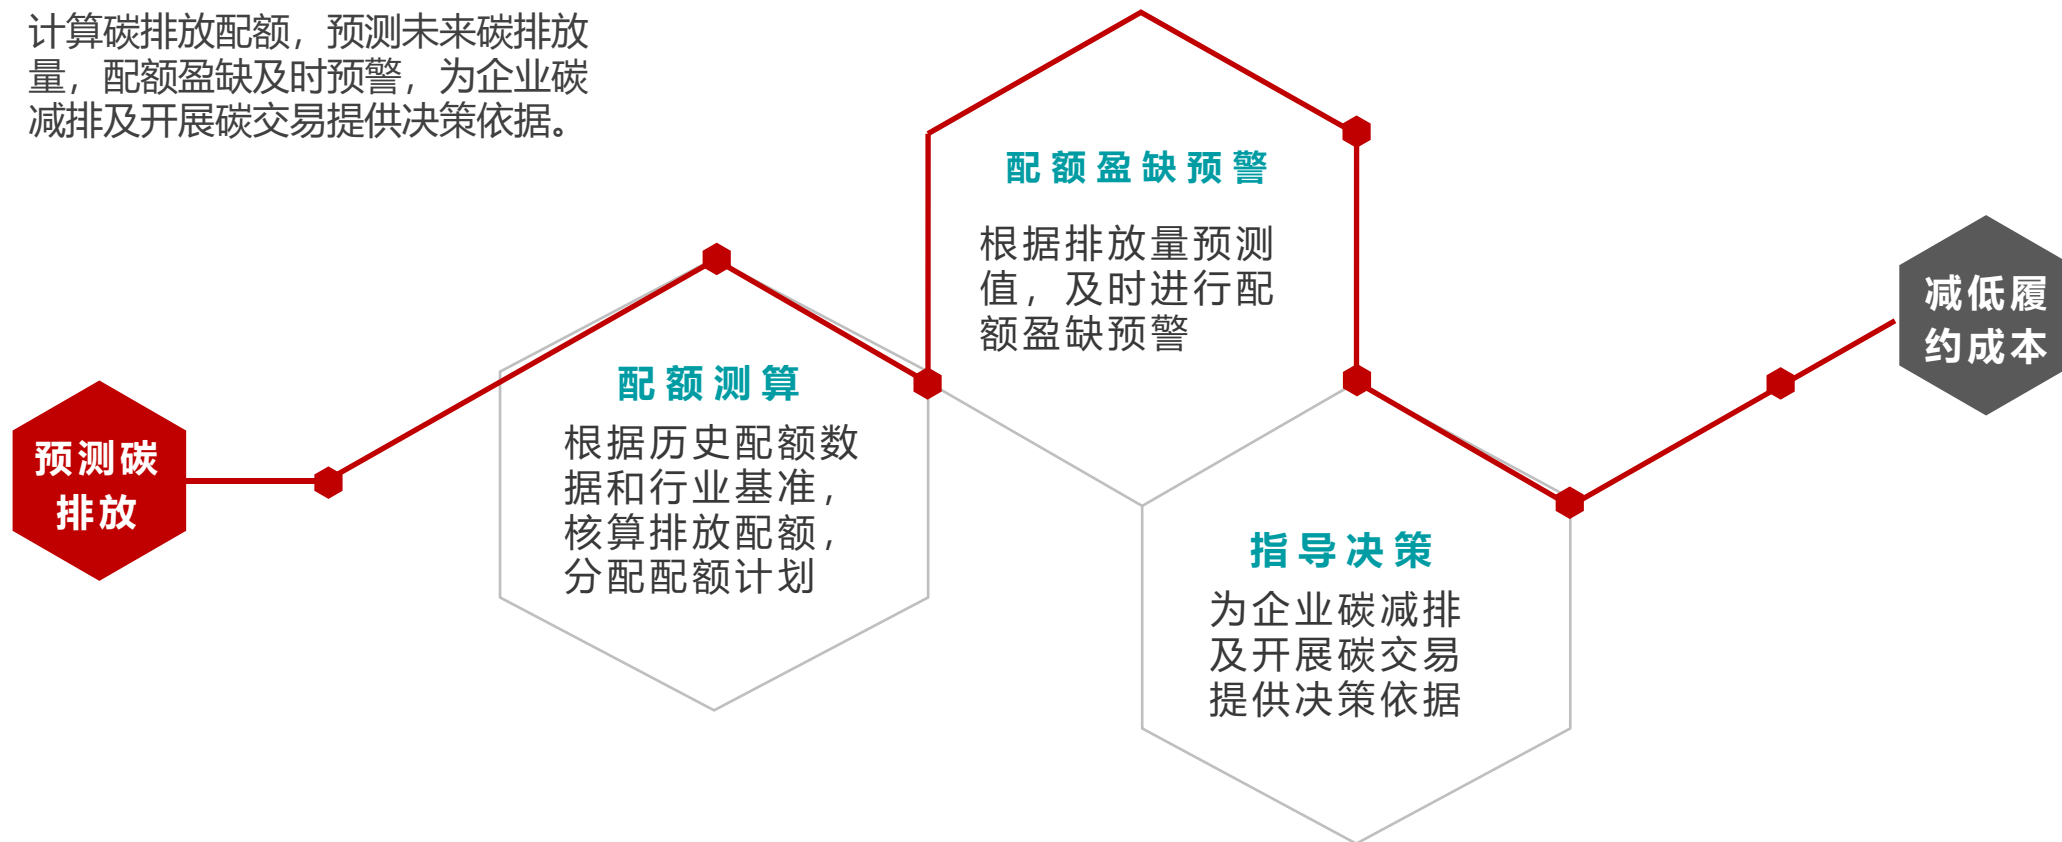 计算碳排放配额，预测未来碳排放
量，配额盈缺及时预警，为企业碳
减排及开展碳交易提供决策依据。
预测碳
排放
配额测算
根据历史配额数
据和行业基准，
核算排放配额，
分配配额计划
配额盈缺预警
根据排放量预测
值，及时进行配
额盈缺预警
指导决策
为企业碳减排
及开展碳交易
提供决策依据
减低履
约成本